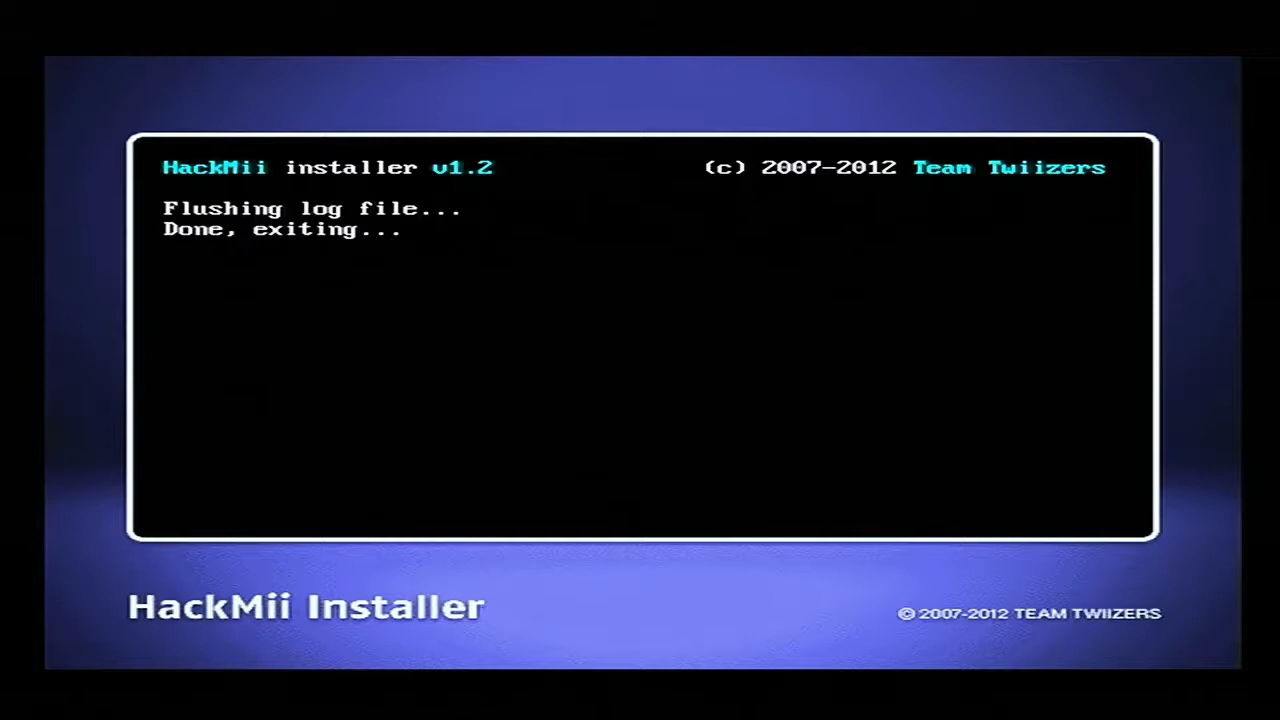 HackMii installer v1.2 (c) 2007-2012 Team Twiizers
Flushing log file...
Done, exiting...
HackMii Installer © 2007-2012 TEAM TWIIZERS